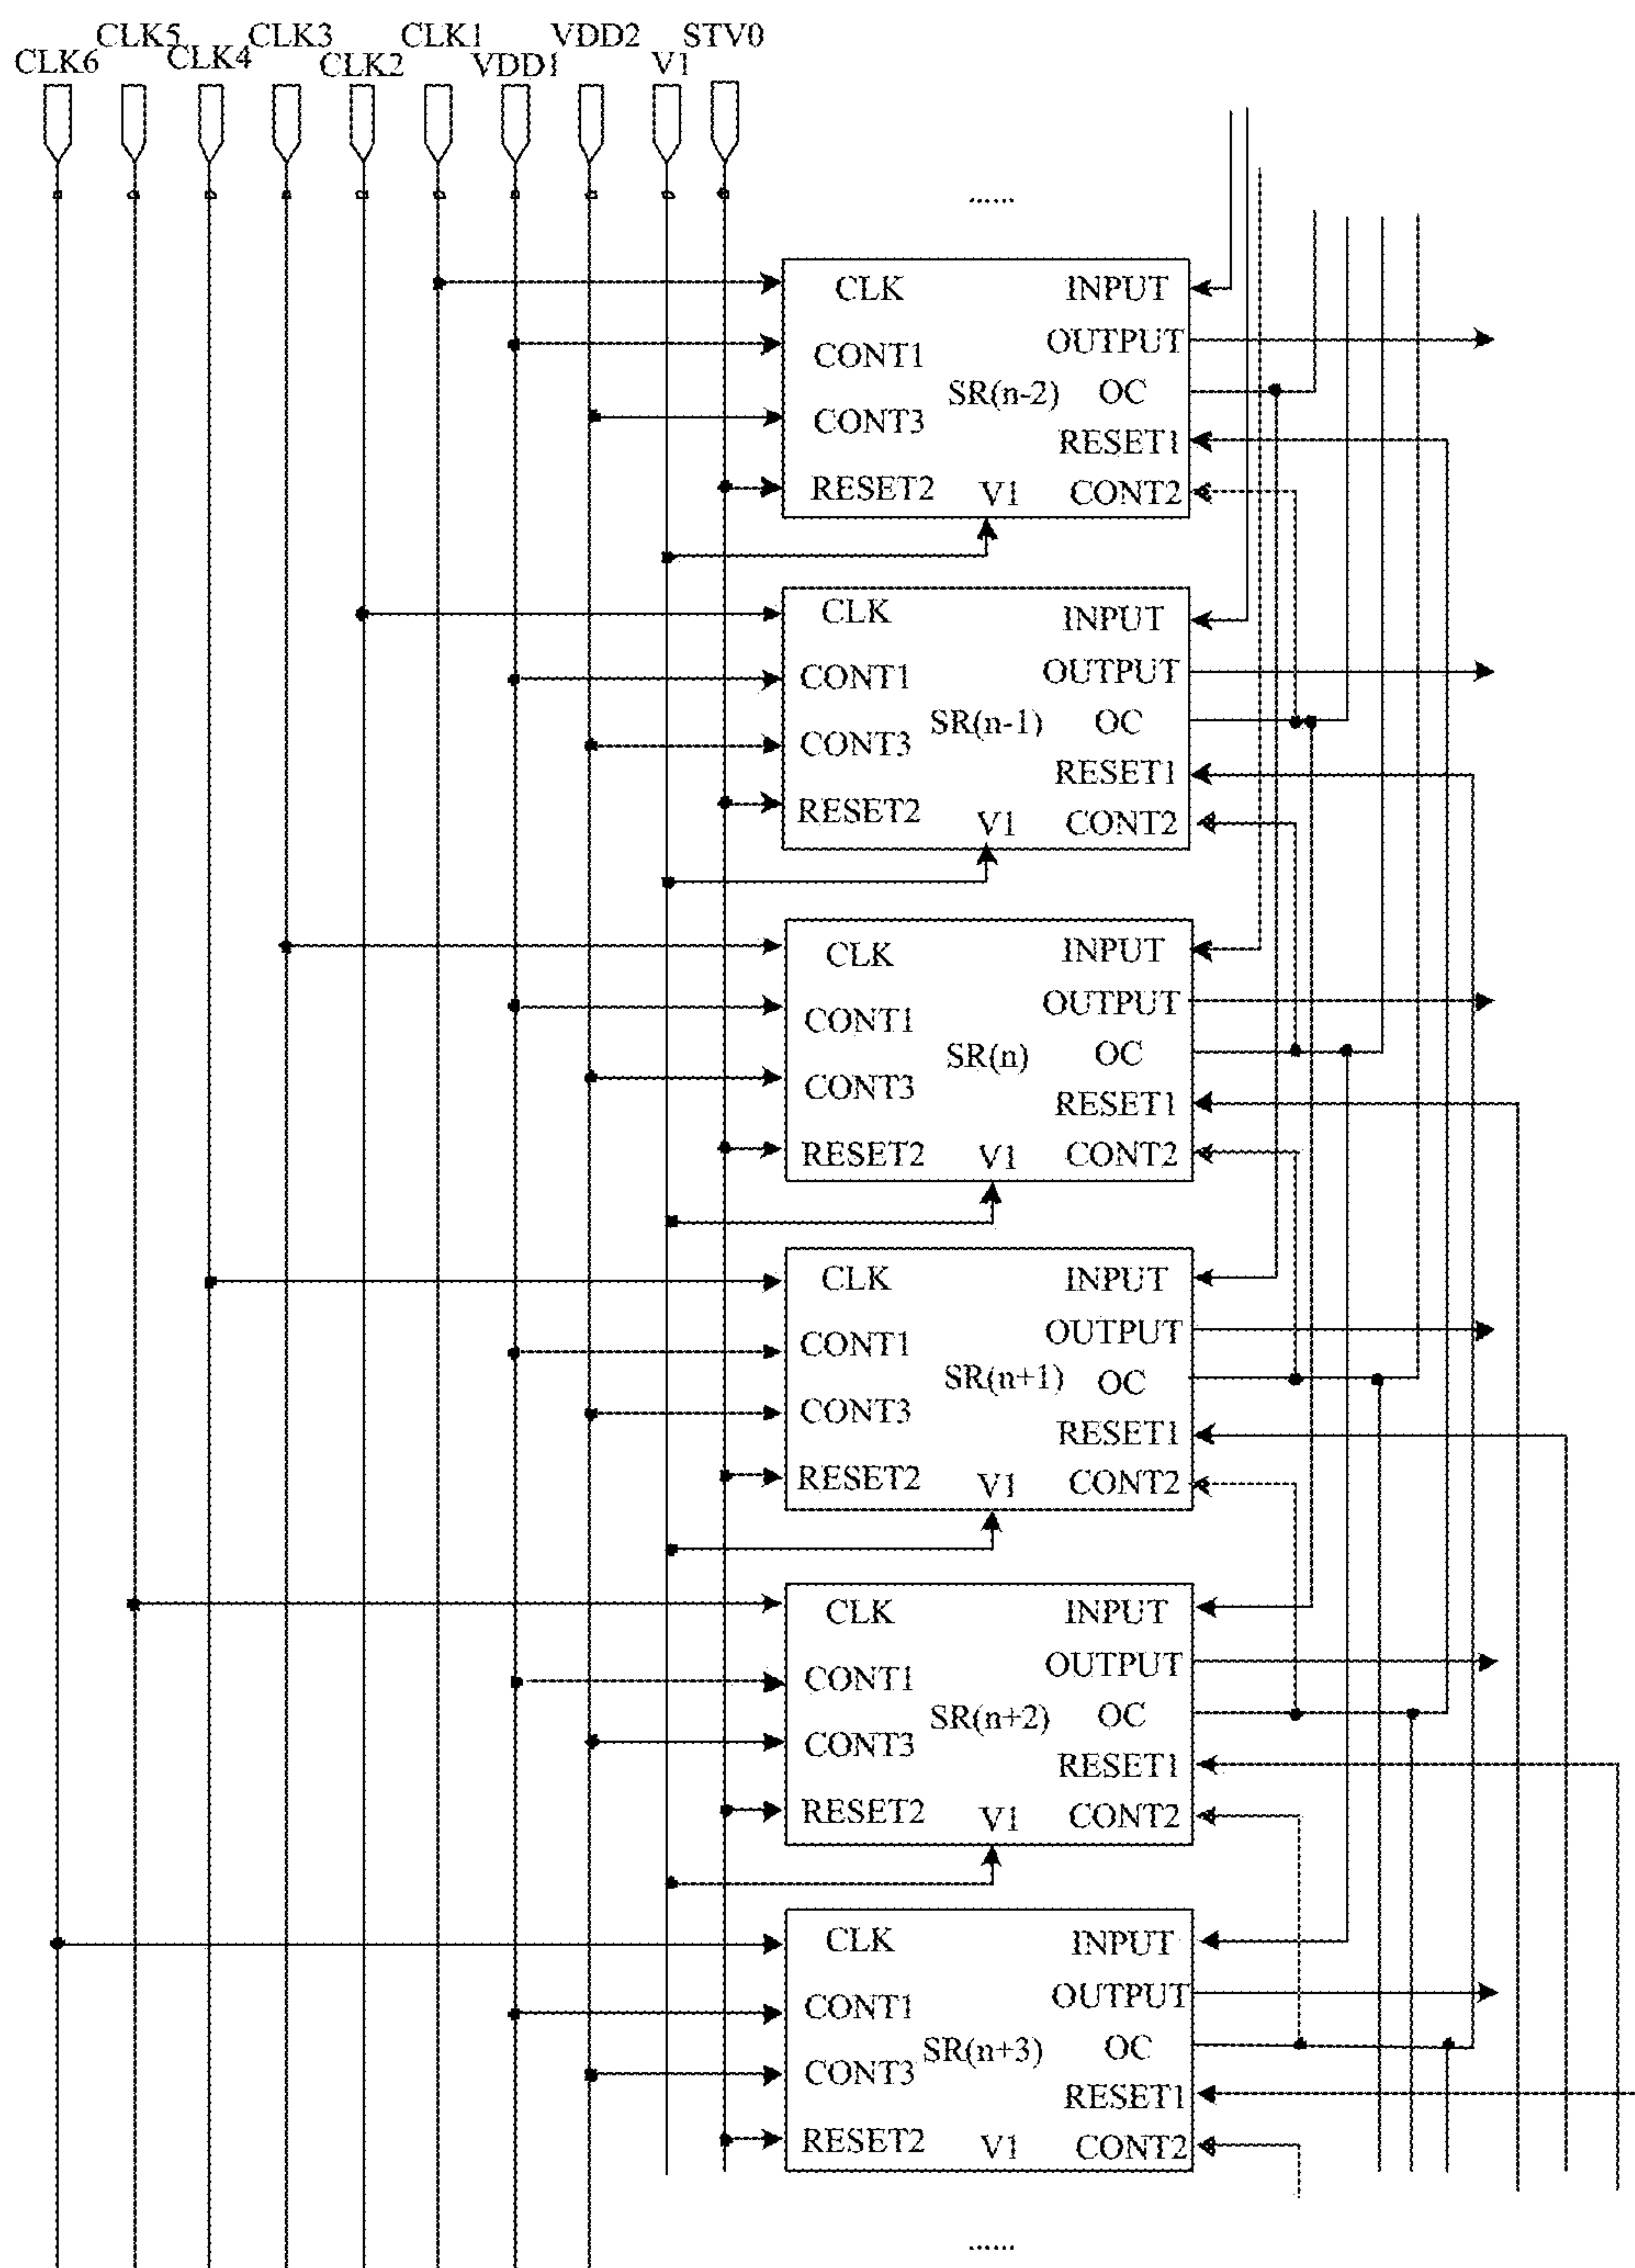 CLK6 CLK5 CLK4 CLK3 CLK2 CLK1 VDD1 VDD2 V1 STV0
......
CLK INPUT
OUTPUT
CONT1
SR(n-2) OC
CONT3
RESET1
RESET2 V1 CONT2
CLK INPUT
OUTPUT
CONT1
SR(n-1) OC
CONT3
RESET1
RESET2 V1 CONT2
CLK INPUT
OUTPUT
CONT1
SR(n) OC
CONT3
RESET1
RESET2 V1 CONT2
CLK INPUT
OUTPUT
CONT1
SR(n+1) OC
CONT3
RESET1
RESET2 V1 CONT2
CLK INPUT
OUTPUT
CONT1
SR(n+2) OC
CONT3
RESET1
RESET2 V1 CONT2
CLK INPUT
OUTPUT
CONT1
SR(n+3) OC
CONT3
RESET1
RESET2 V1 CONT2
......